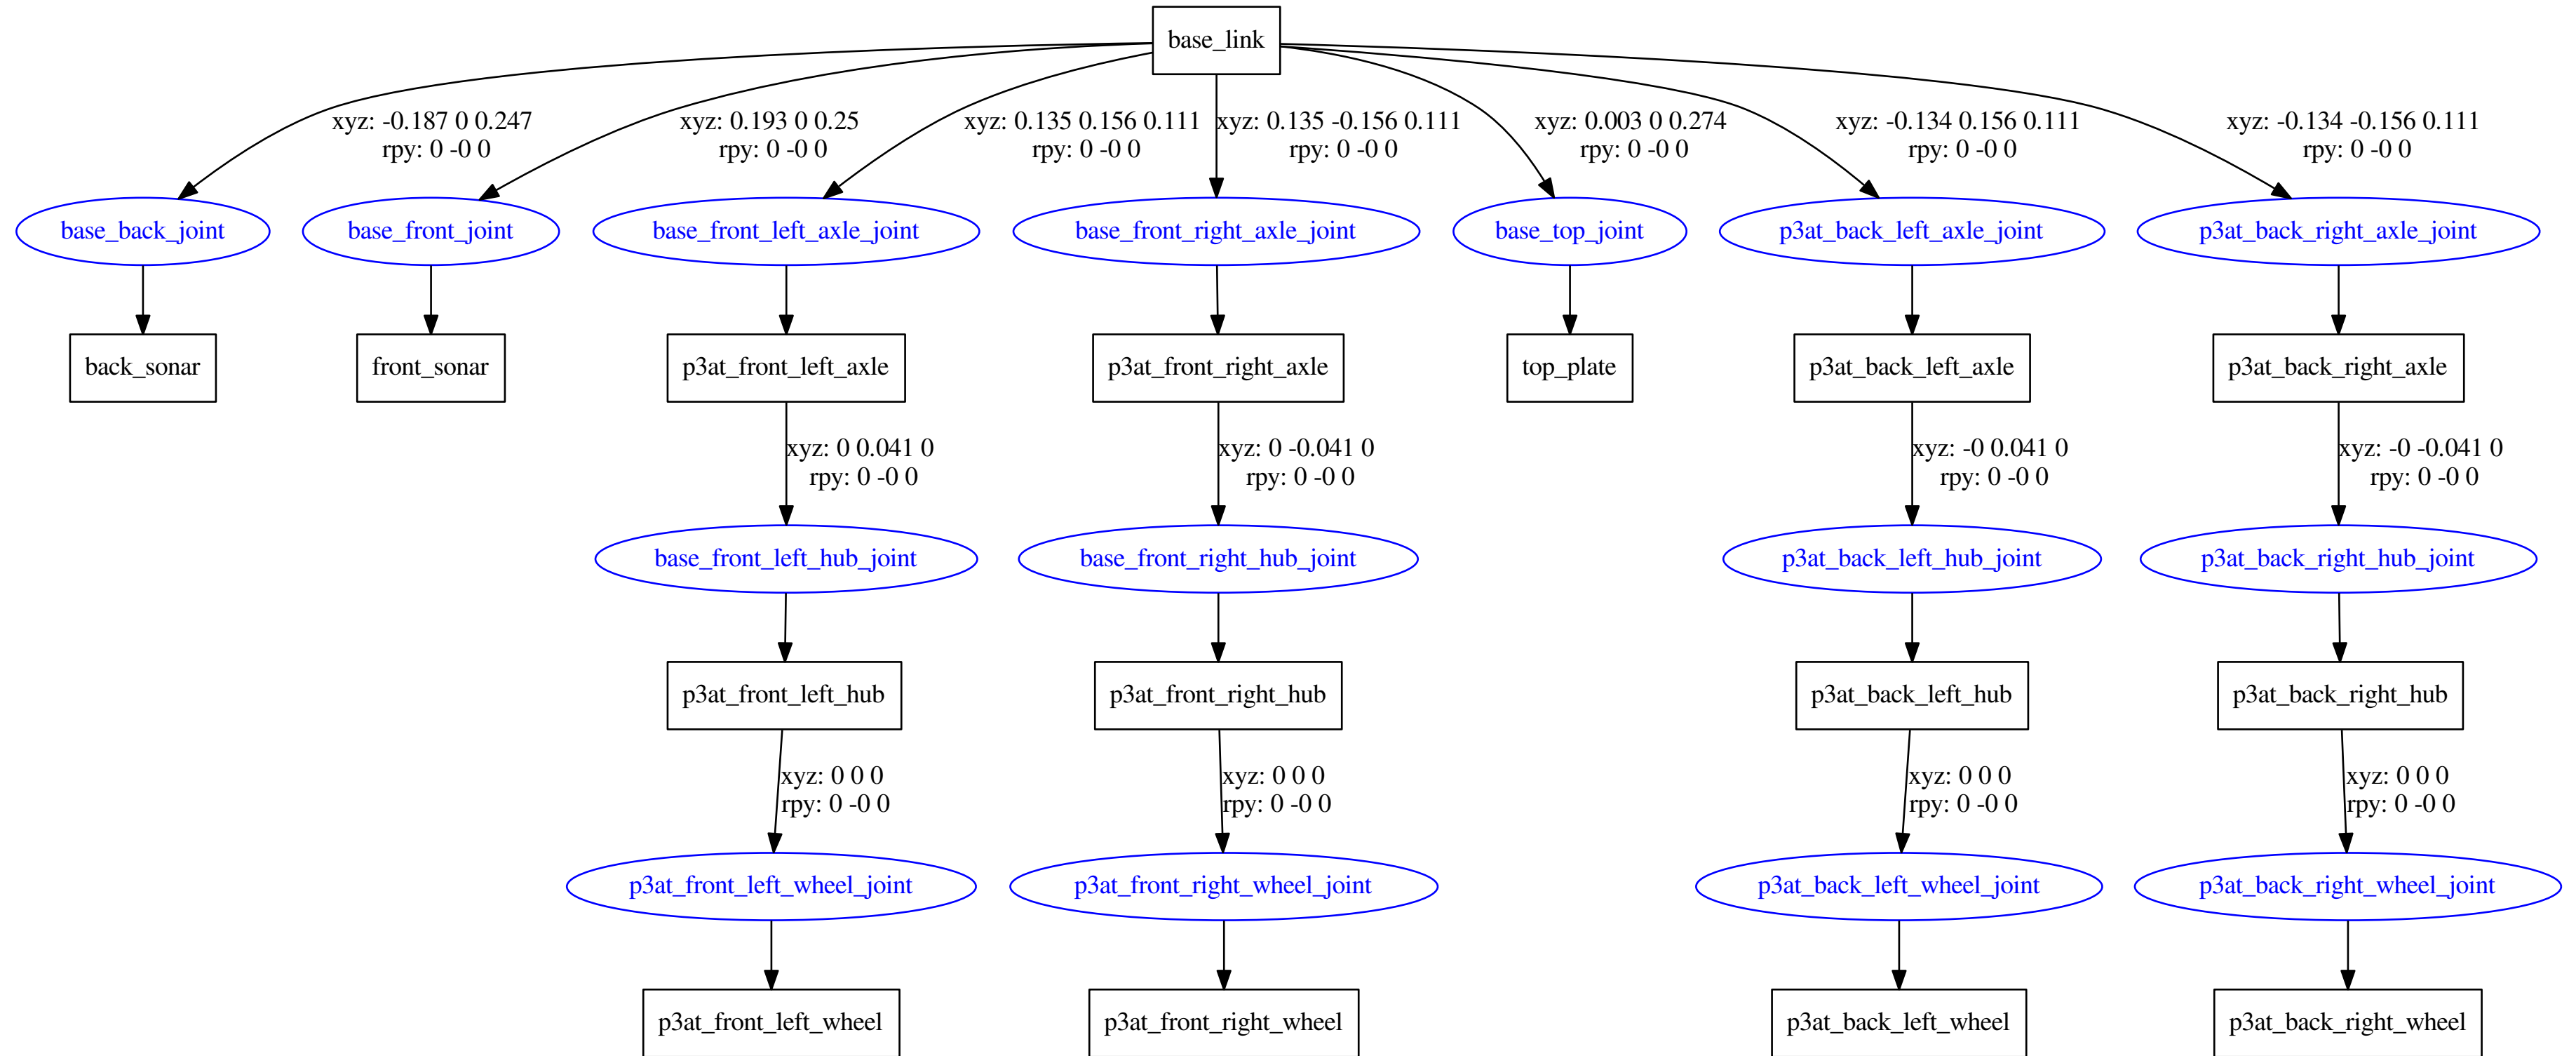 base_link
xyz: -0.187 0 0.247
rpy: 0 -0 0
xyz: 0.193 0 0.25
rpy: 0 -0 0
xyz: 0.135 0.156 0.111
rpy: 0 -0 0
xyz: 0.135 -0.156 0.111
rpy: 0 -0 0
xyz: 0.003 0 0.274
rpy: 0 -0 0
xyz: -0.134 0.156 0.111
rpy: 0 -0 0
xyz: -0.134 -0.156 0.111
rpy: 0 -0 0
base_back_joint
base_front_joint
base_front_left_axle_joint
base_front_right_axle_joint
base_top_joint
p3at_back_left_axle_joint
p3at_back_right_axle_joint
back_sonar
front_sonar
p3at_front_left_axle
p3at_front_right_axle
top_plate
p3at_back_left_axle
p3at_back_right_axle
xyz: 0 0.041 0
rpy: 0 -0 0
xyz: 0 -0.041 0
rpy: 0 -0 0
xyz: -0 0.041 0
rpy: 0 -0 0
xyz: -0 -0.041 0
rpy: 0 -0 0
base_front_left_hub_joint
base_front_right_hub_joint
p3at_back_left_hub_joint
p3at_back_right_hub_joint
p3at_front_left_hub
p3at_front_right_hub
p3at_back_left_hub
p3at_back_right_hub
xyz: 0 0 0
rpy: 0 -0 0
xyz: 0 0 0
rpy: 0 -0 0
xyz: 0 0 0
rpy: 0 -0 0
xyz: 0 0 0
rpy: 0 -0 0
p3at_front_left_wheel_joint
p3at_front_right_wheel_joint
p3at_back_left_wheel_joint
p3at_back_right_wheel_joint
p3at_front_left_wheel
p3at_front_right_wheel
p3at_back_left_wheel
p3at_back_right_wheel